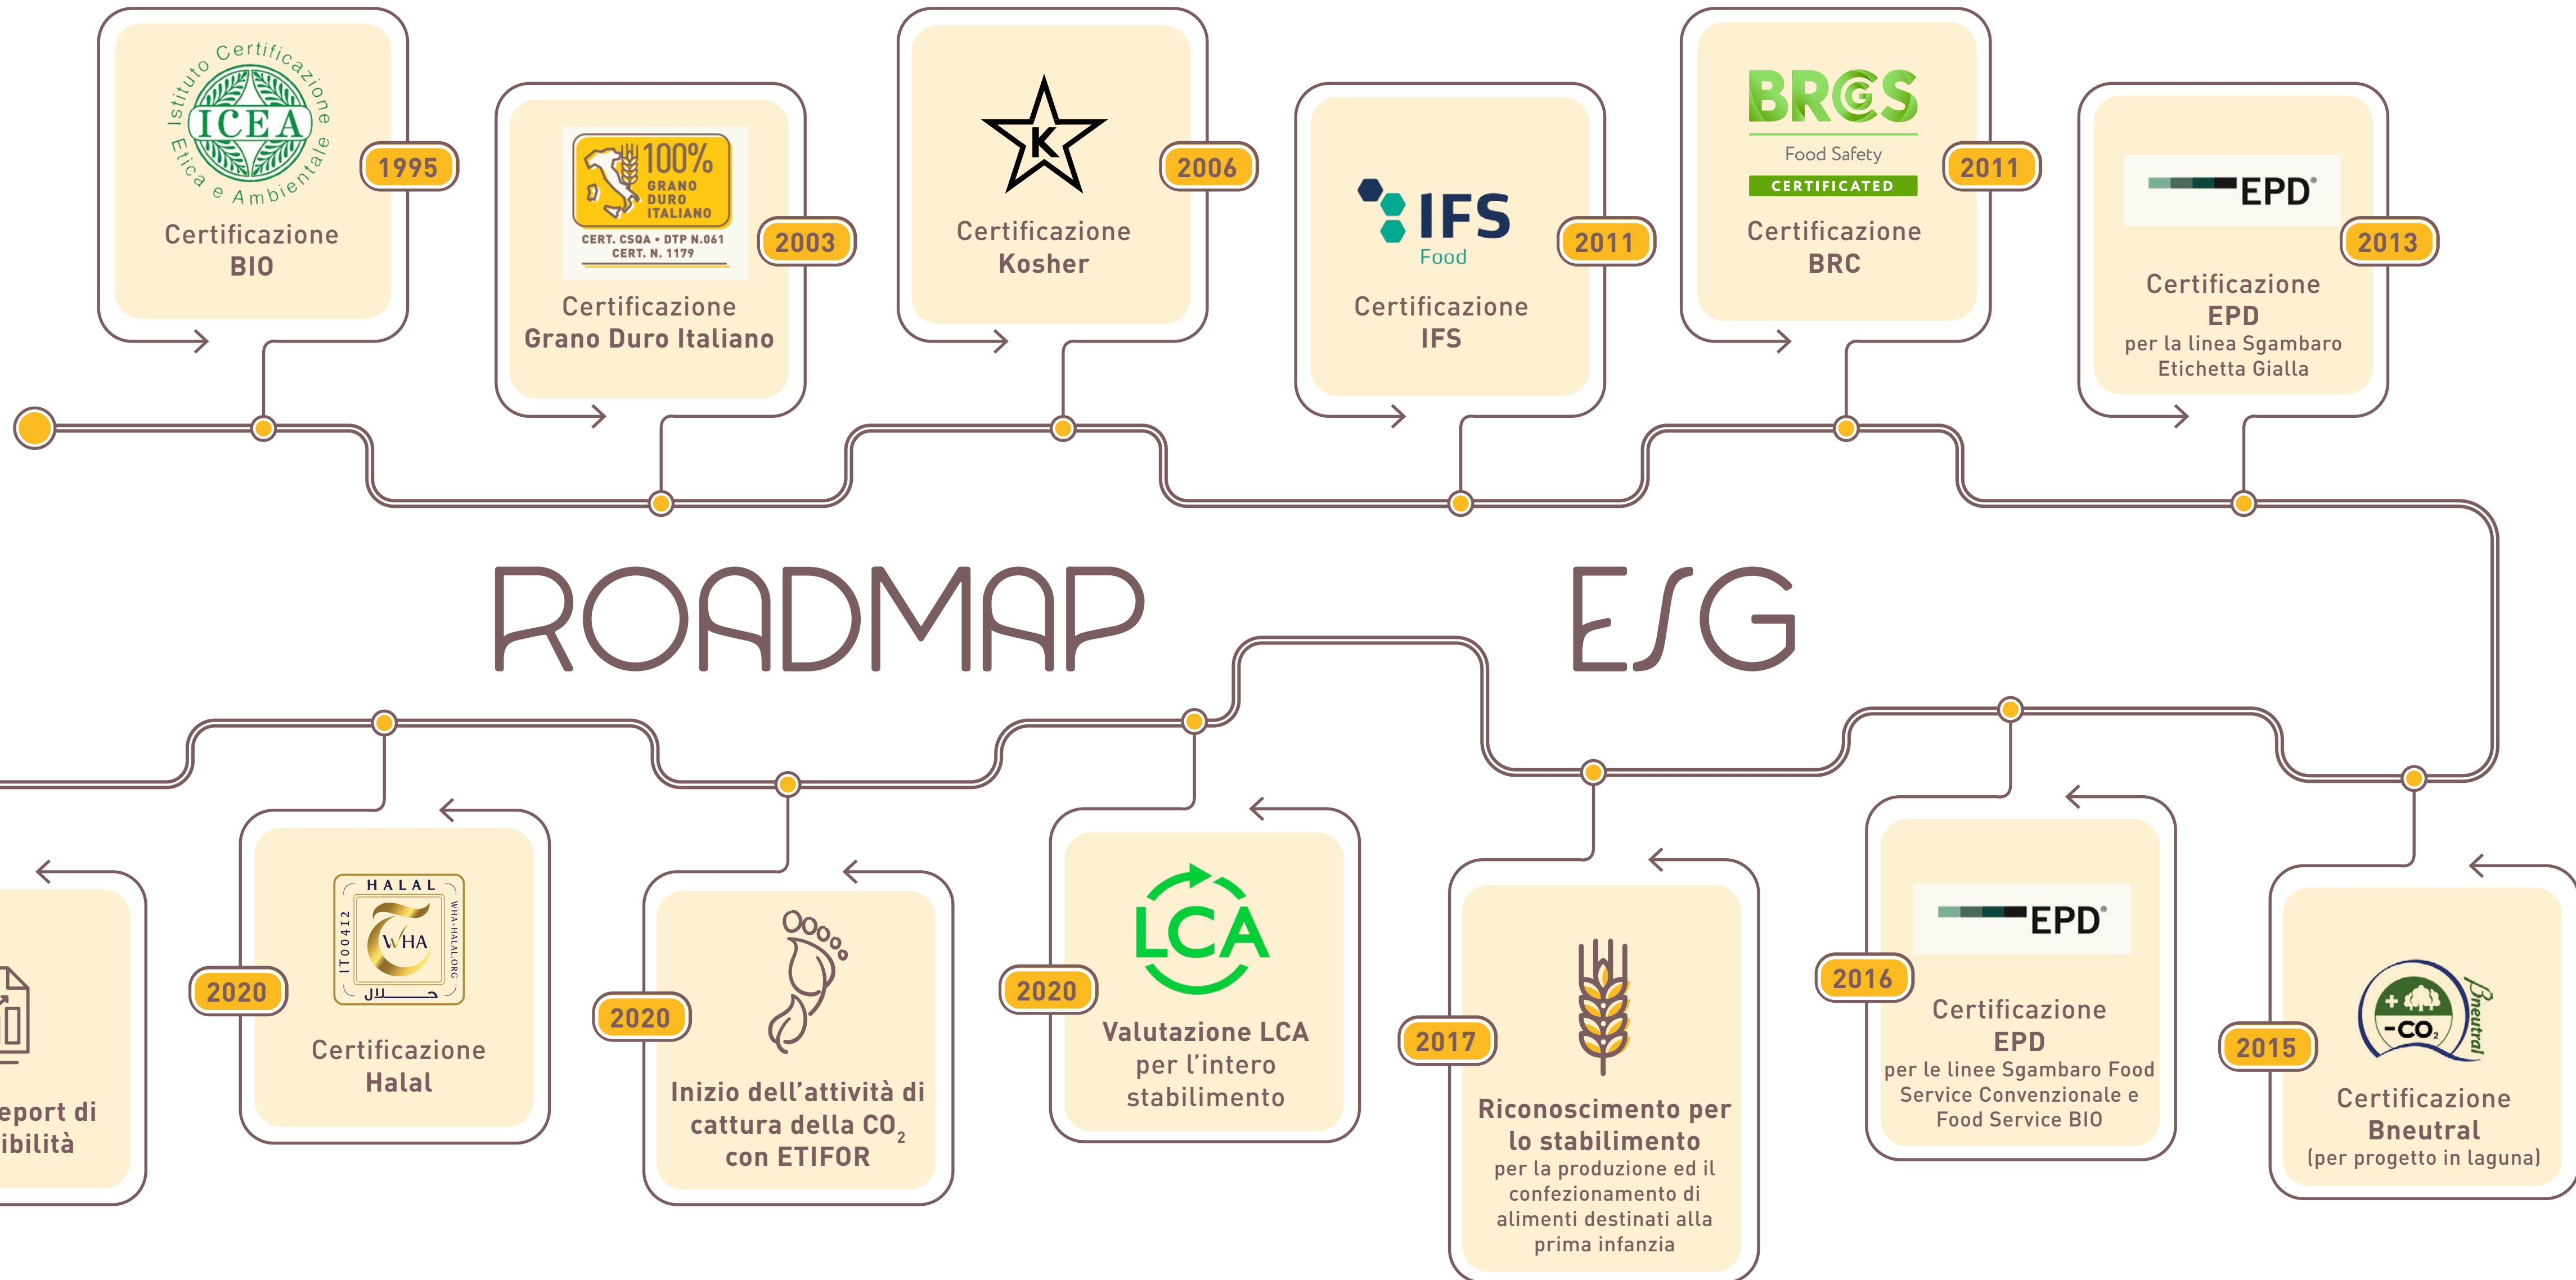 Istituto Certificazione
Etica e Ambientale
ICEA
1995
Certificazione
BIO
100%
GRANO
DURO
ITALIANO
CERT. CSQA • DTP N.061
CERT. N. 1179
2003
Certificazione
Grano Duro Italiano
K
2006
Certificazione
Kosher
IFS
Food
2011
Certificazione
IFS
BRCGS
Food Safety
CERTIFICATED
2011
Certificazione
BRC
EPD®
2013
Certificazione
EPD
per la linea Sgambaro
Etichetta Gialla
ROADMAP ESG
-CO2
Bneutral
2015
Certificazione
Bneutral
(per progetto in laguna)
EPD®
2016
Certificazione
EPD
per le linee Sgambaro Food
Service Convenzionale e
Food Service BIO
2017
Riconoscimento per
lo stabilimento
per la produzione ed il
confezionamento di
alimenti destinati alla
prima infanzia
LCA
2020
Valutazione LCA
per l’intero
stabilimento
2020
Inizio dell’attività di
cattura della CO2
con ETIFOR
HALAL
IT00412
WHA
WHA-HALAL.ORG
حلال
2020
Certificazione
Halal
eport di
ibilità